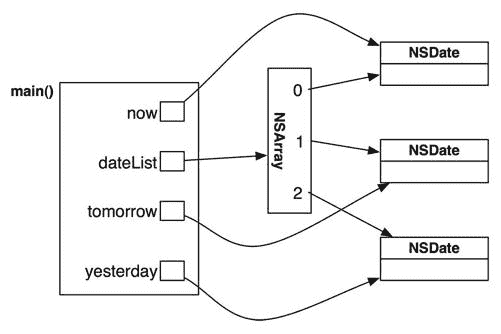 main()
now
dateList
tomorrow
yesterday
NSArray
0
1
2
NSDate
NSDate
NSDate